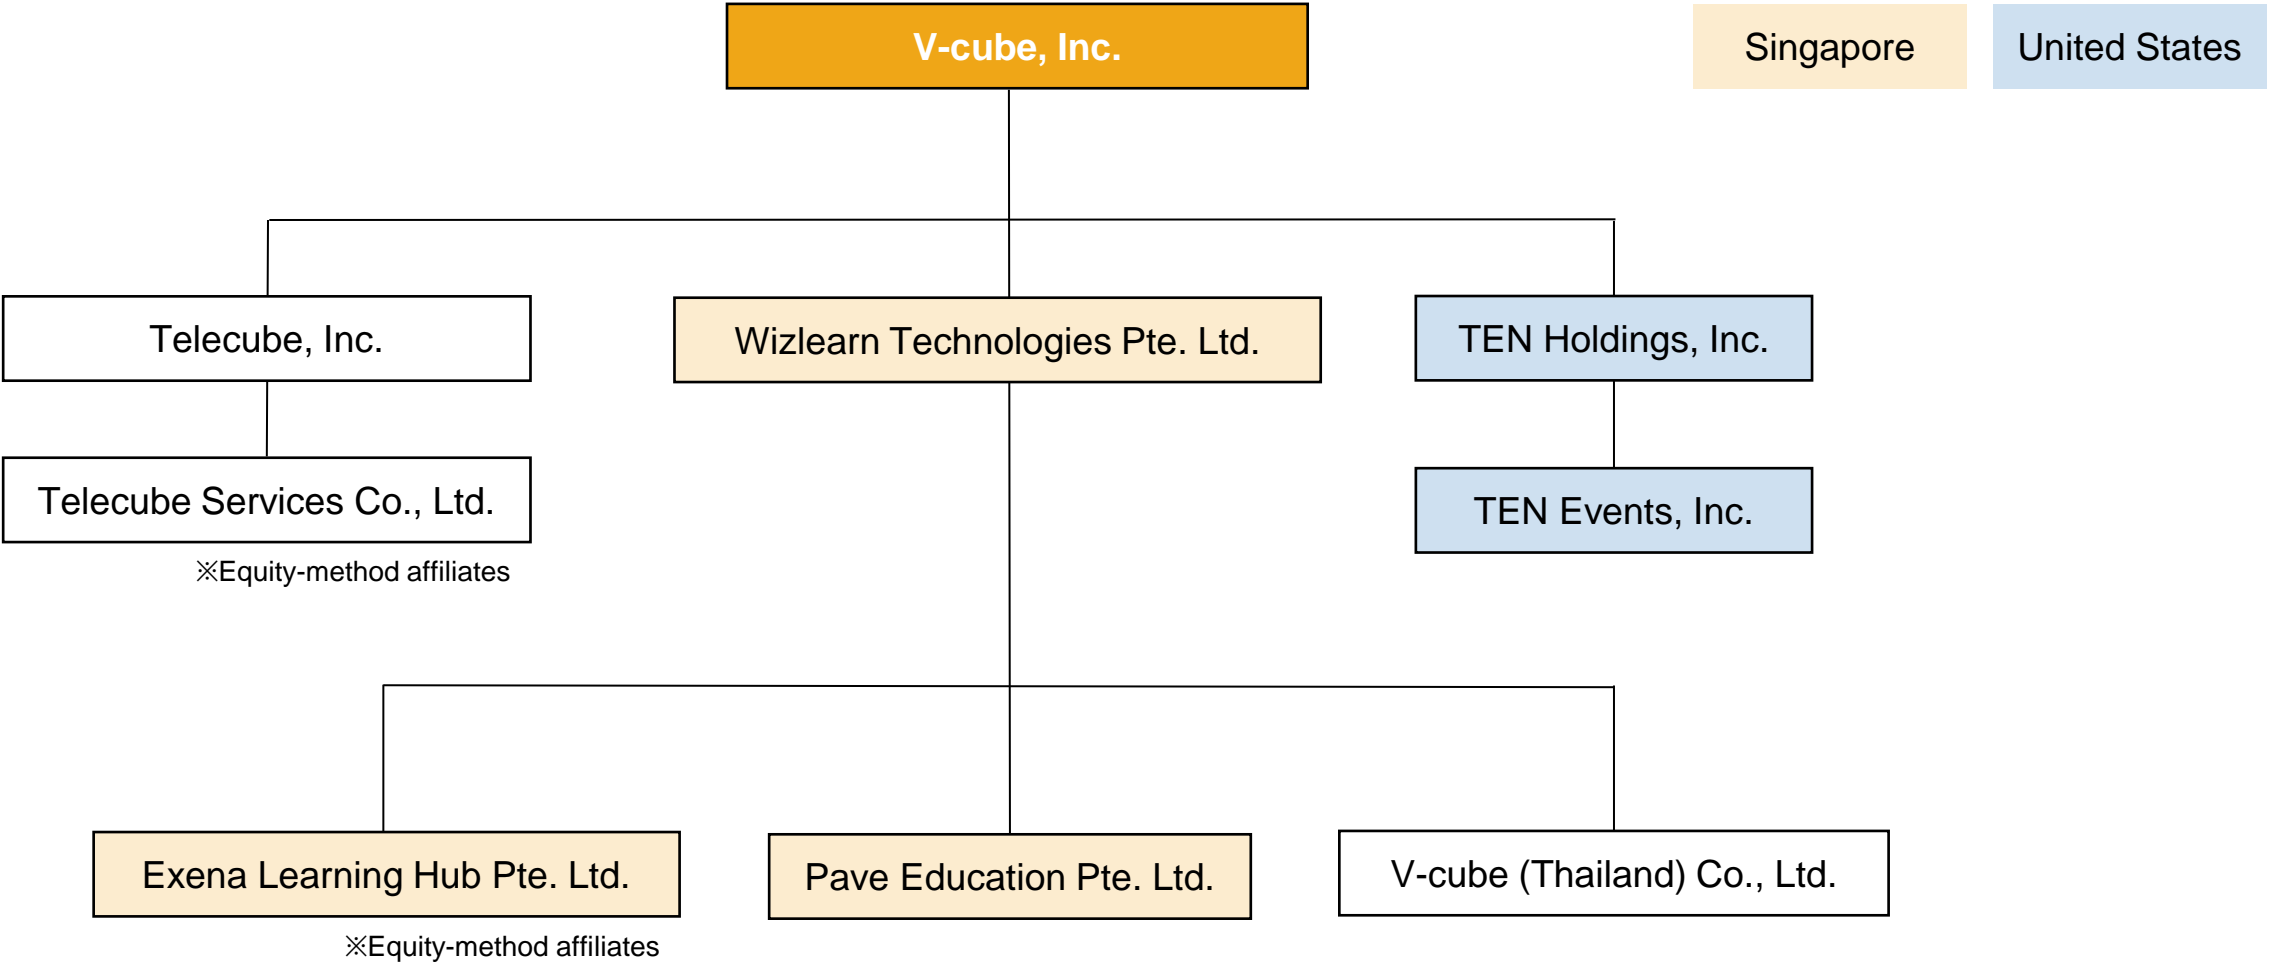 V-cube, Inc.
Singapore
United States
Telecube, Inc.
Wizlearn Technologies Pte. Ltd.
TEN Holdings, Inc.
Telecube Services Co., Ltd.
TEN Events, Inc.
※Equity-method affiliates
Exena Learning Hub Pte. Ltd.
Pave Education Pte. Ltd.
V-cube (Thailand) Co., Ltd.
※Equity-method affiliates